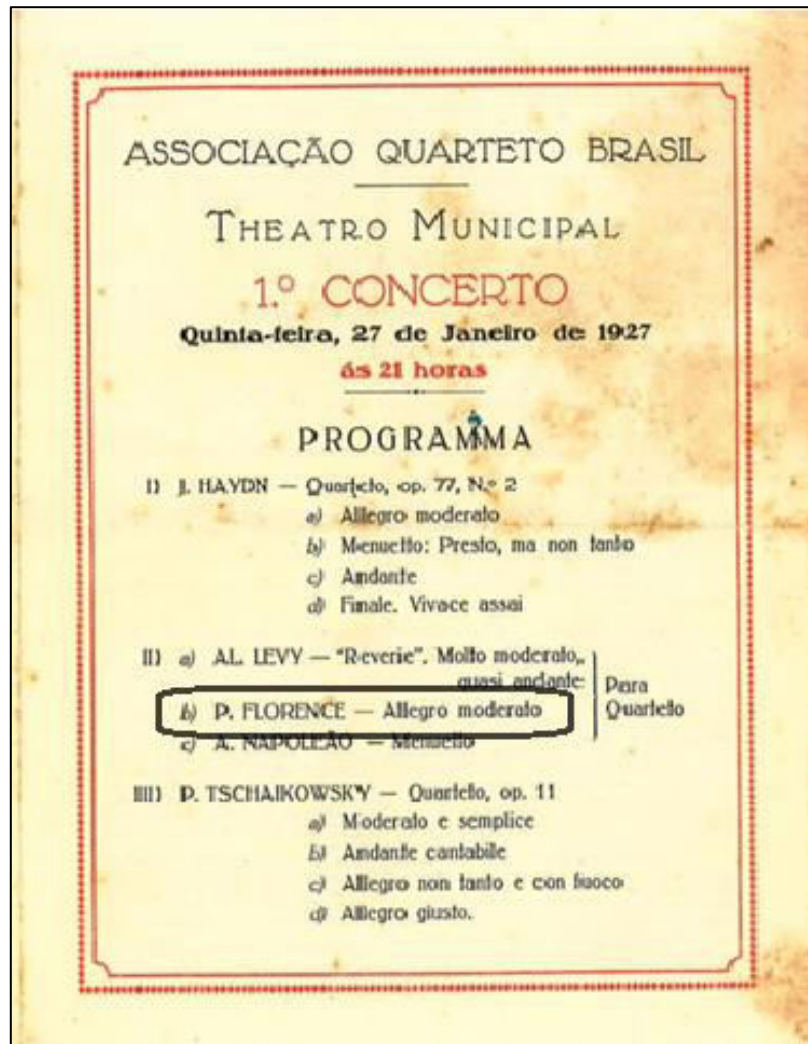 ASSOCIAÇÃO QUARTETO BRASIL
THEATRO MUNICIPAL
1.º CONCERTO
Quinta-feira, 27 de Janeiro de 1927
ás 21 horas
PROGRAMMA
I) J. HAYDN — Quarteto, op. 77, N.º 2
a) Allegro moderato
b) Menuetto: Presto, ma non tanto
c) Andante
d) Finale. Vivace assai
II) a) AL. LEVY — "Reverie". Molto moderato,
quasi andante
b) P. FLORENCE — Allegro moderato
c) A. NAPOLEÃO — Menuetto
Para
Quartetto
III) P. TSCHAIKOWSKY — Quartetto, op. 11
a) Moderato e semplice
b) Andante cantabile
c) Allegro non tanto e con fuoco
d) Allegro giusto.